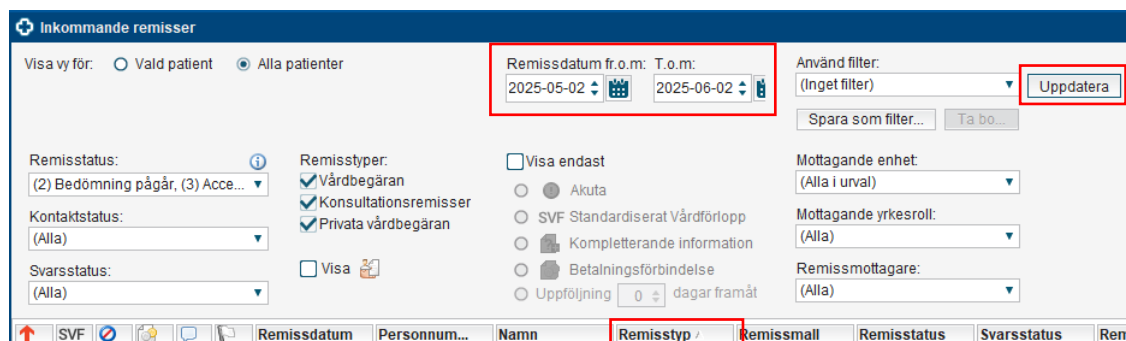 Inkommande remisser
Visa vy för: Vald patient Alla patienter
Remissdatum fr.o.m: T.o.m:
2025-05-02 2025-06-02
Använd filter:
(Inget filter) Uppdatera
Spara som filter... Ta bo...
Remisstatus:
(2) Bedömning pågår, (3) Acce...
Kontaktstatus:
(Alla)
Svarsstatus:
(Alla)
Remisstyper:
Vårdbegäran
Konsultationsremisser
Privata vårdbegäran
Visa
Visa endast
Akuta
SVF Standardiserat Vårdförlopp
Kompletterande information
Betalningsförbindelse
Uppföljning 0 dagar framåt
Mottagande enhet:
(Alla i urval)
Mottagande yrkesroll:
(Alla)
Remissmottagare:
(Alla)
SVF Remissdatum Personnum... Namn Remisstyp Remissmall Remisstatus Svarsstatus Rem